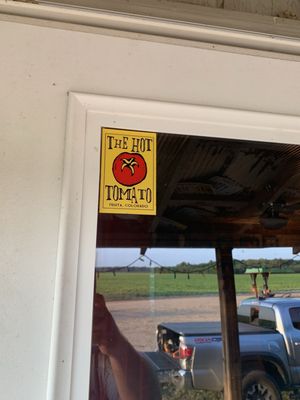 THE HOT
TOMATO
FRUITA, COLORADO